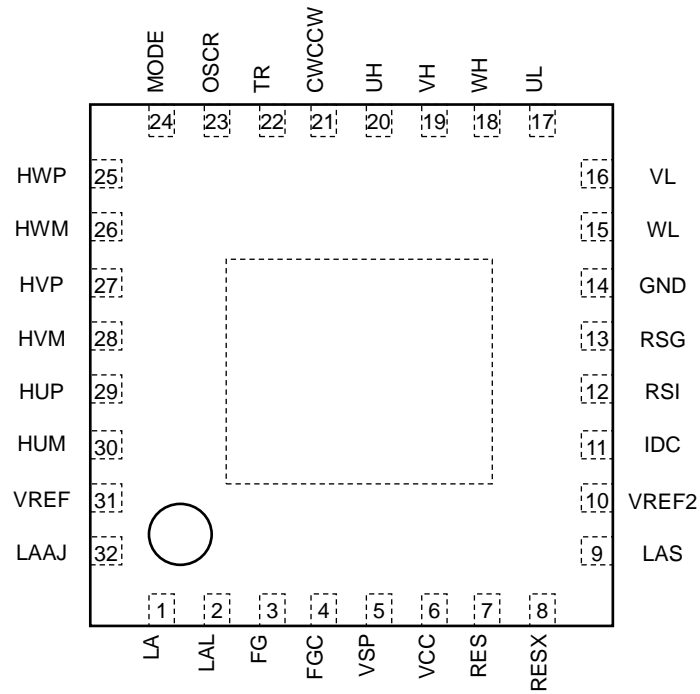 MODE OSCR TR CWCCW UH VH WH UL
24 23 22 21 20 19 18 17
HWP 25 16 VL
HWM 26 15 WL
HVP 27 14 GND
HVM 28 13 RSG
HUP 29 12 RSI
HUM 30 11 IDC
VREF 31 10 VREF2
LAAJ 32 9 LAS
1 2 3 4 5 6 7 8
LA LAL FG FGC VSP VCC RES RESX